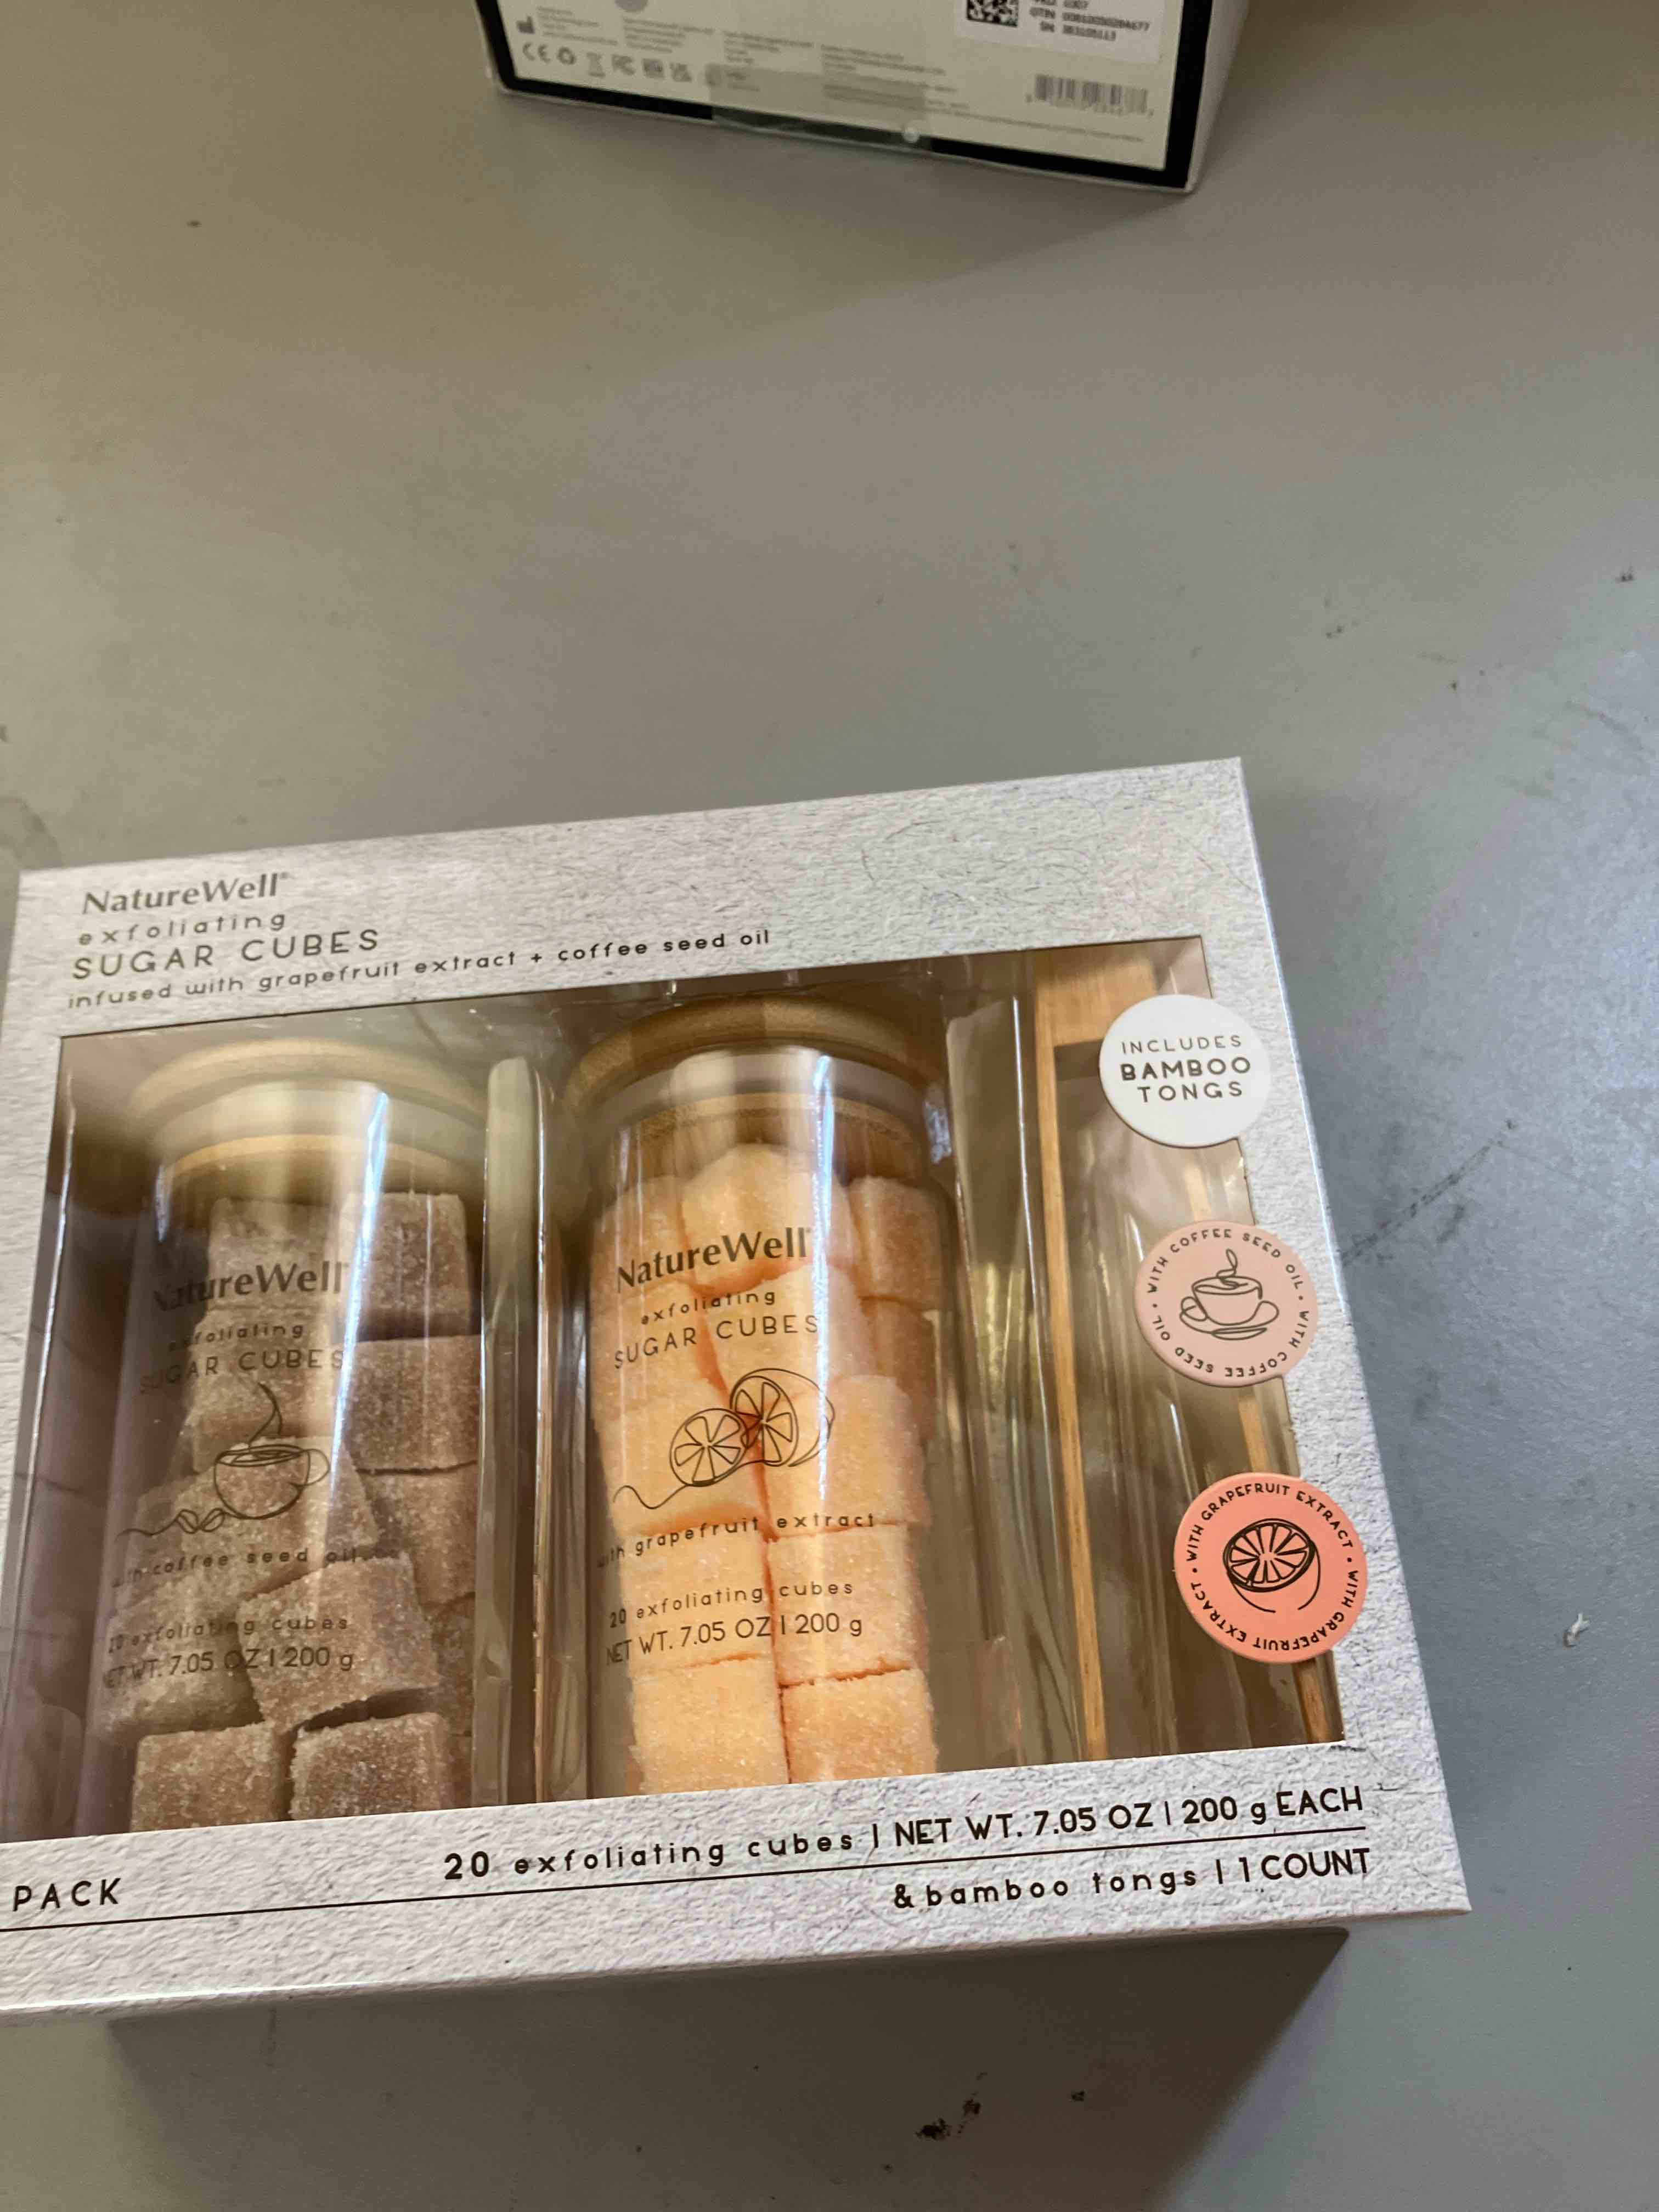 NatureWell®
exfoliating
SUGAR CUBES
infused with grapefruit extract + coffee seed oil
INCLUDES
BAMBOO
TONGS
NatureWell
exfoliating
SUGAR CUBES
with coffee seed oil
20 exfoliating cubes
NET WT. 7.05 OZ | 200 g
NatureWell®
exfoliating
SUGAR CUBES
with grapefruit extract
20 exfoliating cubes
NET WT. 7.05 OZ | 200 g
WITH COFFEE SEED OIL • WITH COFFEE SEED OIL •
WITH GRAPEFRUIT EXTRACT • WITH GRAPEFRUIT EXTRACT •
PACK
20 exfoliating cubes | NET WT. 7.05 OZ | 200 g EACH
& bamboo tongs | 1 COUNT